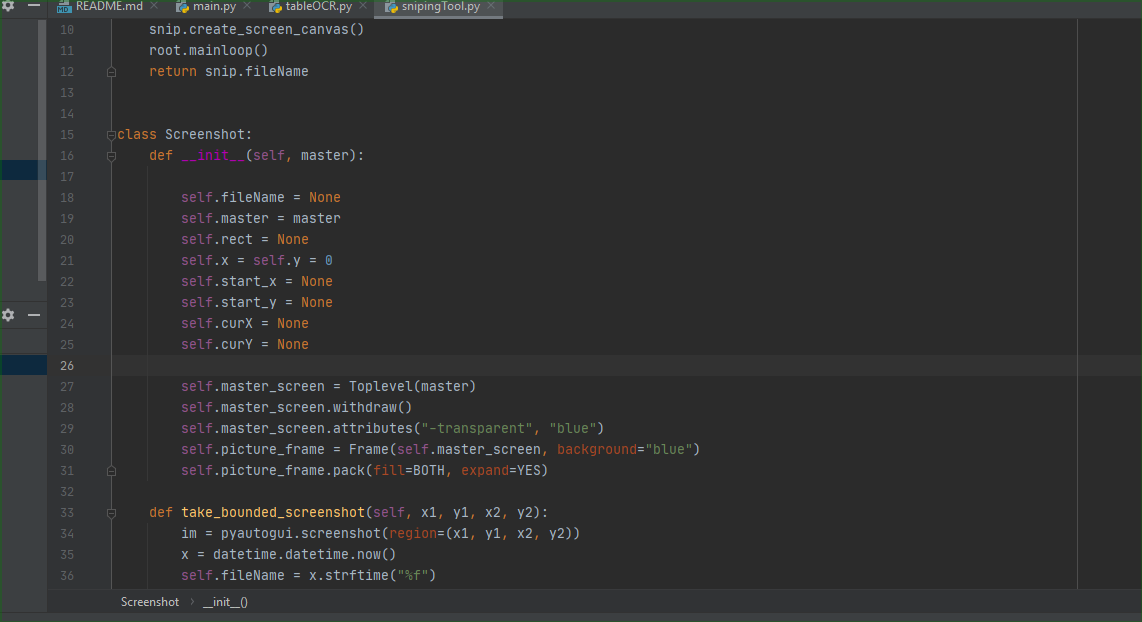 README.md main.py tableOCR.py snipingTool.py
10 snip.create_screen_canvas()
11 root.mainloop()
12 return snip.fileName
13
14
15 class Screenshot:
16 def __init__(self, master):
17
18 self.fileName = None
19 self.master = master
20 self.rect = None
21 self.x = self.y = 0
22 self.start_x = None
23 self.start_y = None
24 self.curX = None
25 self.curY = None
26
27 self.master_screen = Toplevel(master)
28 self.master_screen.withdraw()
29 self.master_screen.attributes("-transparent", "blue")
30 self.picture_frame = Frame(self.master_screen, background="blue")
31 self.picture_frame.pack(fill=BOTH, expand=YES)
32
33 def take_bounded_screenshot(self, x1, y1, x2, y2):
34 im = pyautogui.screenshot(region=(x1, y1, x2, y2))
35 x = datetime.datetime.now()
36 self.fileName = x.strftime("%f")
Screenshot › __init__()